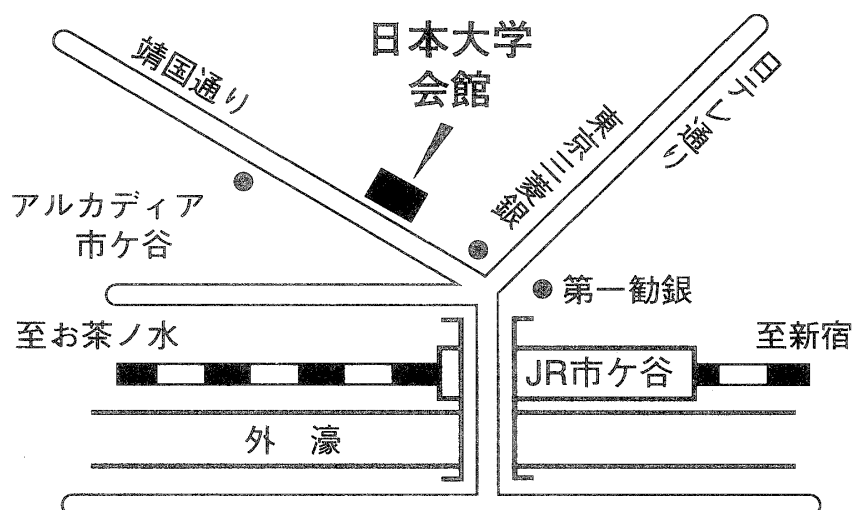 日本大学
会館
靖国通り
日テレ通り
東京三菱銀
アルカディア
市ケ谷
第一勧銀
至お茶ノ水
至新宿
JR市ケ谷
外 濠